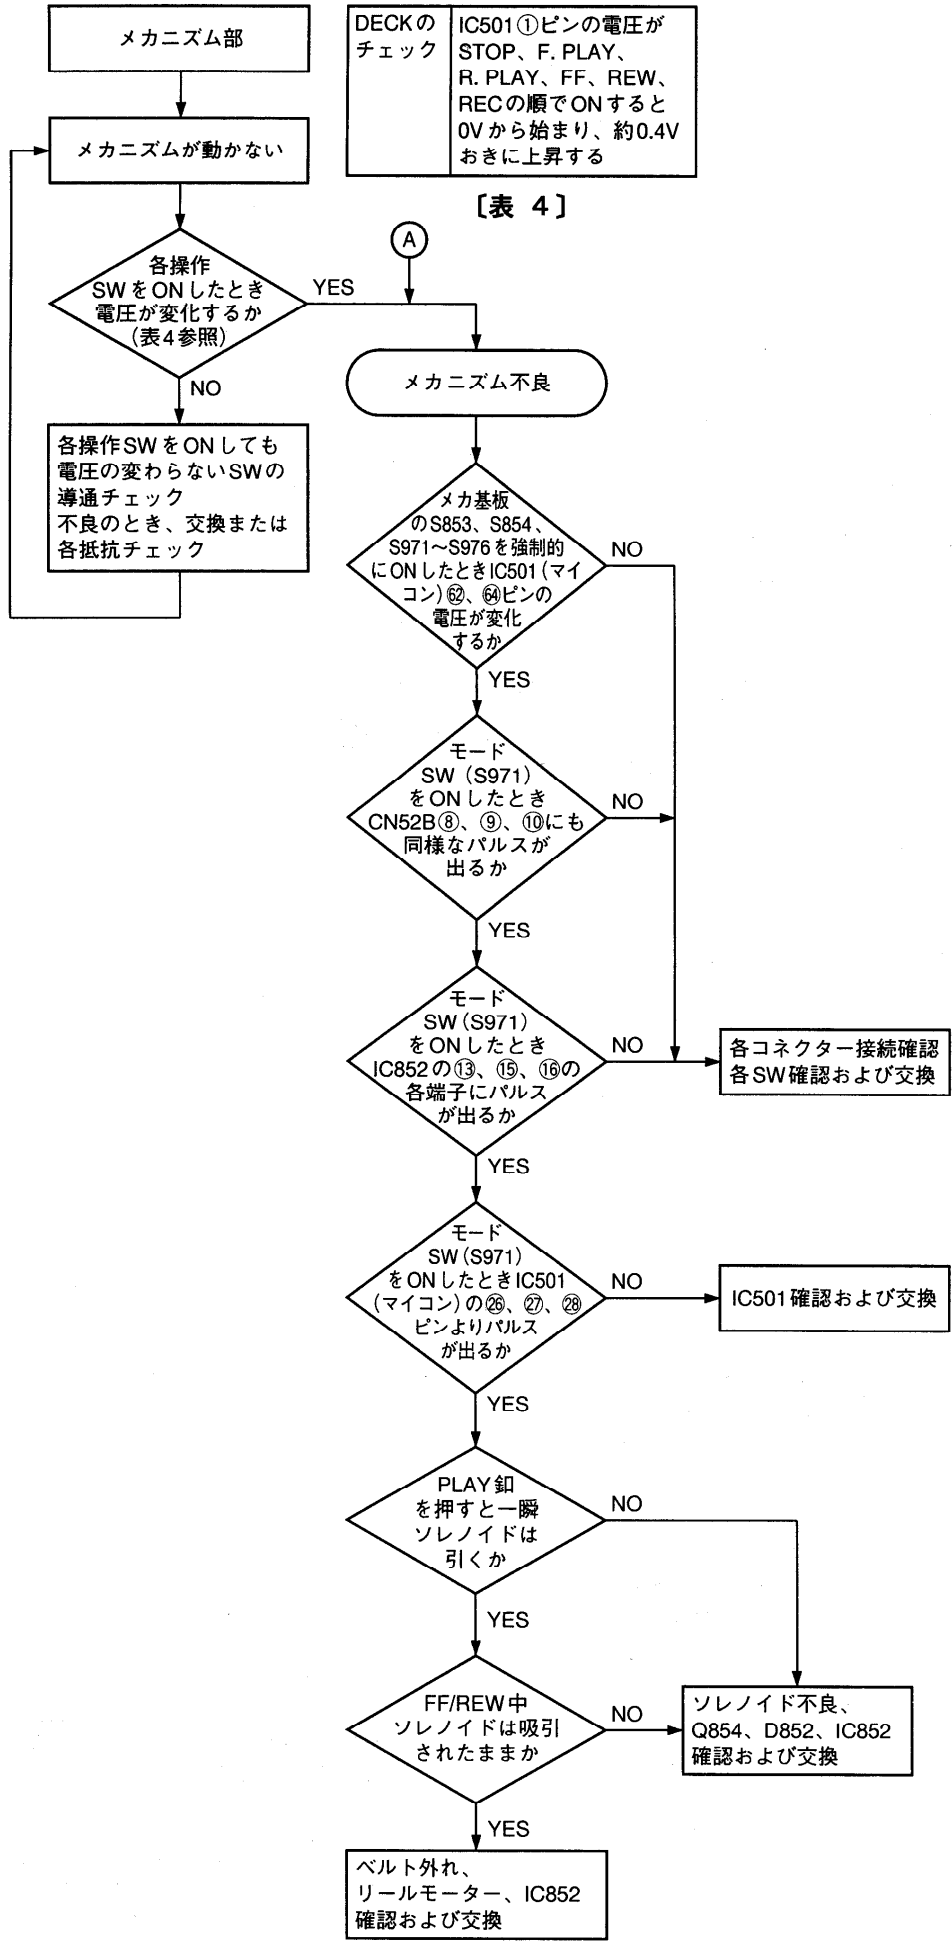 メカニズム部
DECKの
チェック
IC501①ピンの電圧が
STOP、F. PLAY、
R. PLAY、FF、REW、
RECの順でONすると
0Vから始まり、約0.4V
おきに上昇する
〔表 4〕
メカニズムが動かない
A
各操作
SWをONしたとき
電圧が変化するか
(表4参照)
YES
NO
各操作SWをONしても
電圧の変わらないSWの
導通チェック
不良のとき、交換または
各抵抗チェック
メカニズム不良
メカ基板
のS853、S854、
S971〜S976を強制的
にONしたときIC501(マイ
コン)62、64ピンの
電圧が変化
するか
NO
YES
モード
SW(S971)
をONしたとき
CN52B⑧、⑨、⑩にも
同様なパルスが
出るか
NO
YES
モード
SW(S971)
をONしたとき
IC852の⑬、⑮、⑯の
各端子にパルス
が出るか
NO
各コネクター接続確認
各SW確認および交換
YES
モード
SW(S971)
をONしたときIC501
(マイコン)の㉖、㉗、㉘
ピンよりパルス
が出るか
NO
IC501確認および交換
YES
PLAY釦
を押すと一瞬
ソレノイドは
引くか
NO
YES
FF/REW中
ソレノイドは吸引
されたままか
NO
ソレノイド不良、
Q854、D852、IC852
確認および交換
YES
ベルト外れ、
リールモーター、IC852
確認および交換